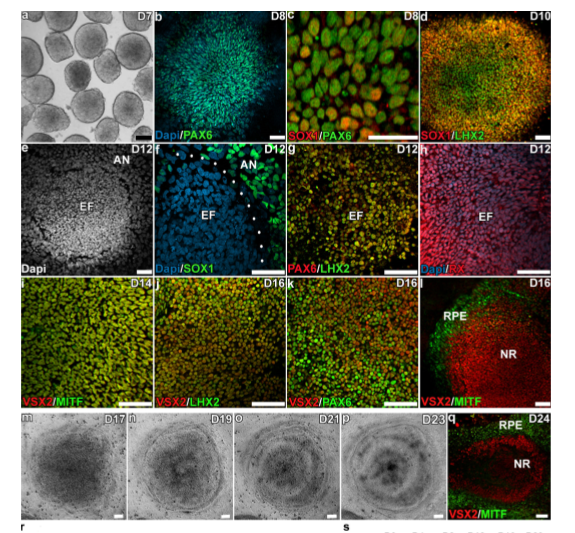 a D7
b D8
Dapi/PAX6
c D8
SOX1/PAX6
d D10
SOX1/LHX2
e D12
AN
EF
Dapi
f D12
AN
EF
Dapi/SOX1
g D12
EF
PAX6/LHX2
h D12
EF
Dapi/RX
i D14
VSX2/MITF
j D16
VSX2/LHX2
k D16
VSX2/PAX6
l D16
RPE
NR
VSX2/MITF
m D17
n D19
o D21
p D23
q D24
RPE
NR
VSX2/MITF
r s